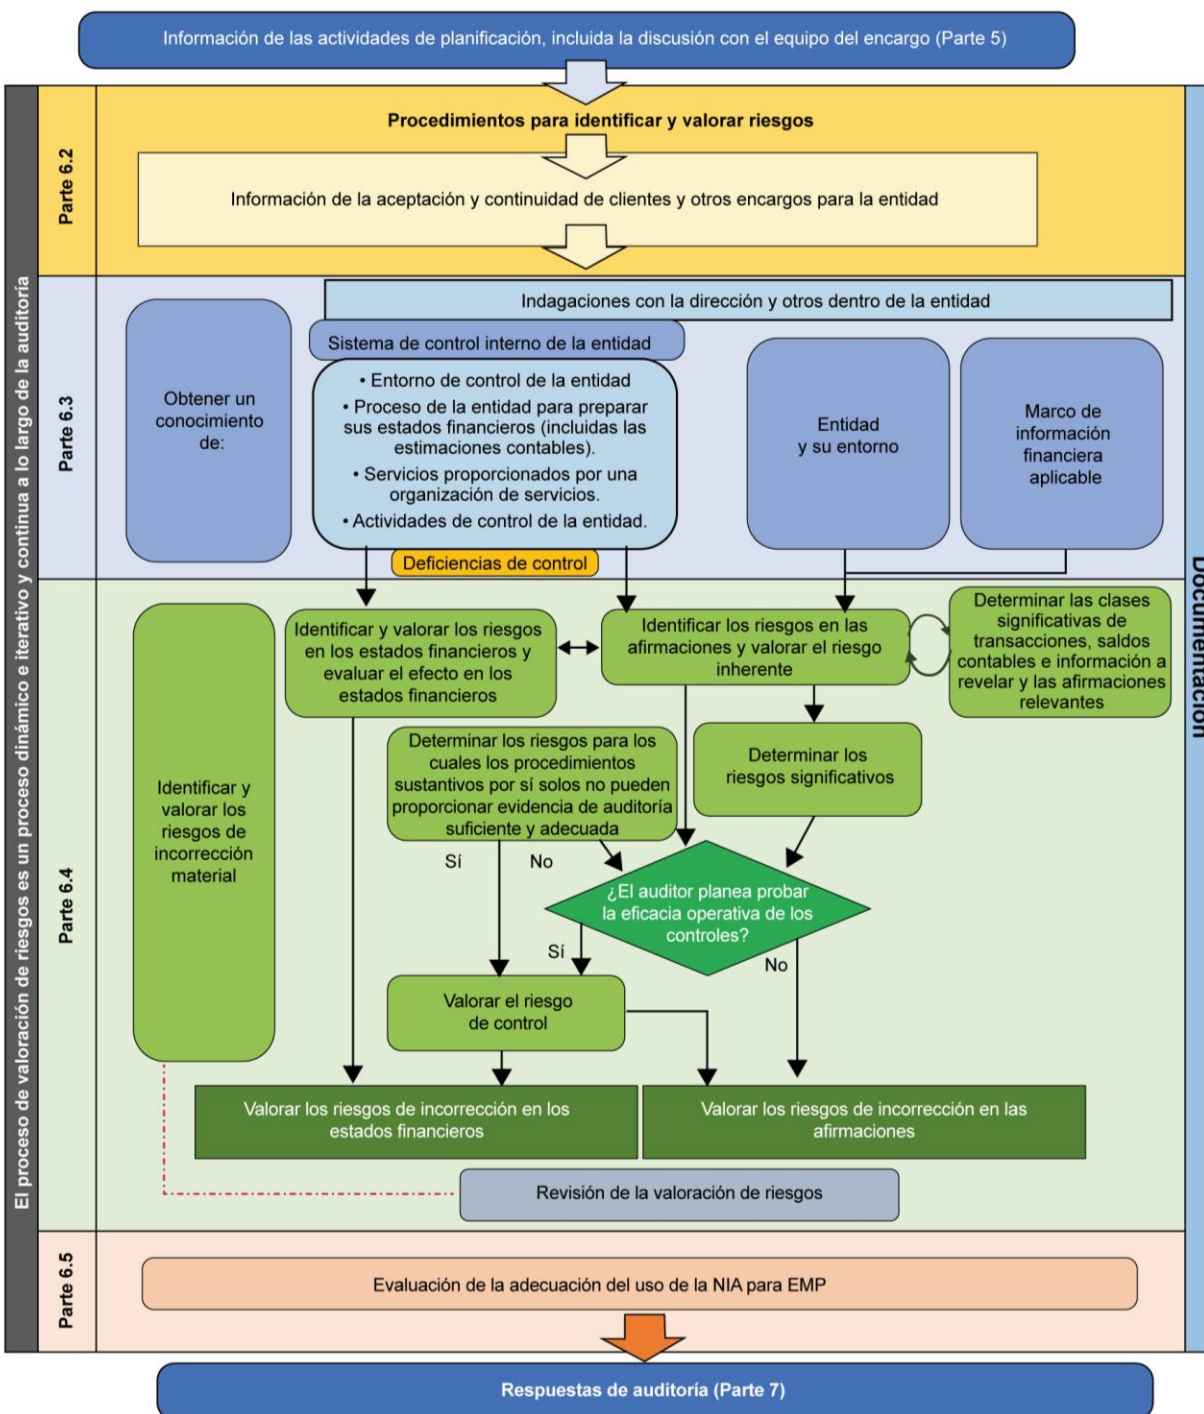 Información de las actividades de planificación, incluida la discusión con el equipo del encargo (Parte 5)
El proceso de valoración de riesgos es un proceso dinámico e iterativo y continua a lo largo de la auditoría
Documentación
Parte 6.2
Procedimientos para identificar y valorar riesgos
Información de la aceptación y continuidad de clientes y otros encargos para la entidad
Parte 6.3
Obtener un
conocimiento
de:
Indagaciones con la dirección y otros dentro de la entidad
Sistema de control interno de la entidad
• Entorno de control de la entidad
• Proceso de la entidad para preparar
sus estados financieros (incluidas las
estimaciones contables).
• Servicios proporcionados por una
organización de servicios.
• Actividades de control de la entidad.
Entidad
y su entorno
Marco de
información
financiera
aplicable
Deficiencias de control
Parte 6.4
Identificar y
valorar los
riesgos de
incorrección
material
Identificar y valorar los riesgos
en los estados financieros y
evaluar el efecto en los
estados financieros
Identificar los riesgos en las
afirmaciones y valorar el riesgo
inherente
Determinar las clases
significativas de
transacciones, saldos
contables e información a
revelar y las afirmaciones
relevantes
Determinar los riesgos para los
cuales los procedimientos
sustantivos por sí solos no pueden
proporcionar evidencia de auditoría
suficiente y adecuada
Determinar los
riesgos significativos
Sí
No
¿El auditor planea probar
la eficacia operativa de los
controles?
Sí
No
Valorar el riesgo
de control
Valorar los riesgos de incorrección en los
estados financieros
Valorar los riesgos de incorrección en las
afirmaciones
Revisión de la valoración de riesgos
Parte 6.5
Evaluación de la adecuación del uso de la NIA para EMP
Respuestas de auditoría (Parte 7)